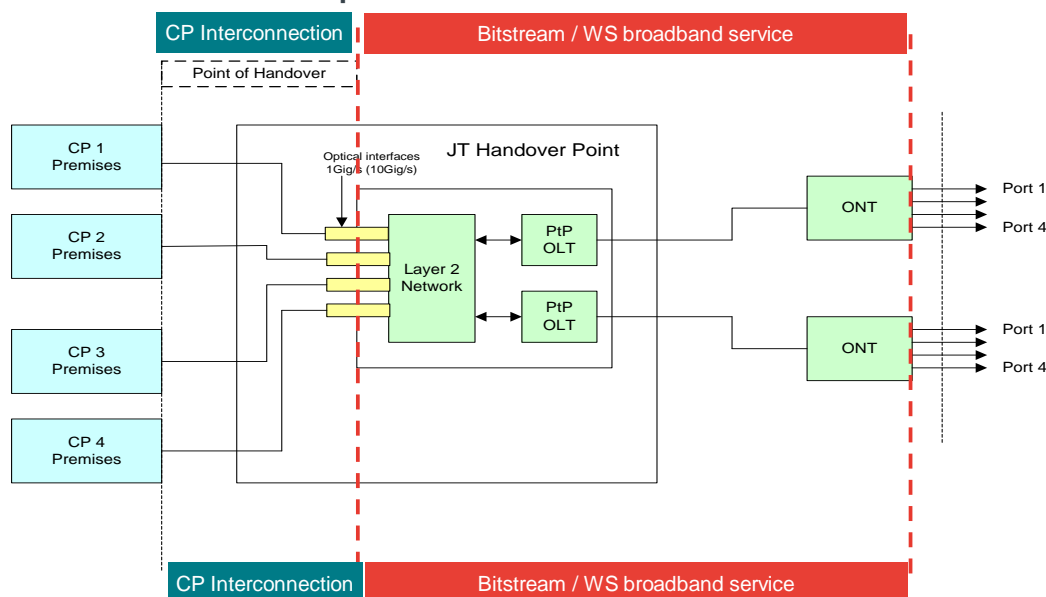 CP Interconnection
Bitstream / WS broadband service
Point of Handover
CP 1
Premises
CP 2
Premises
CP 3
Premises
CP 4
Premises
JT Handover Point
Optical interfaces
1Gig/s (10Gig/s)
Layer 2
Network
PtP
OLT
PtP
OLT
ONT
Port 1
Port 4
ONT
Port 1
Port 4
CP Interconnection
Bitstream / WS broadband service